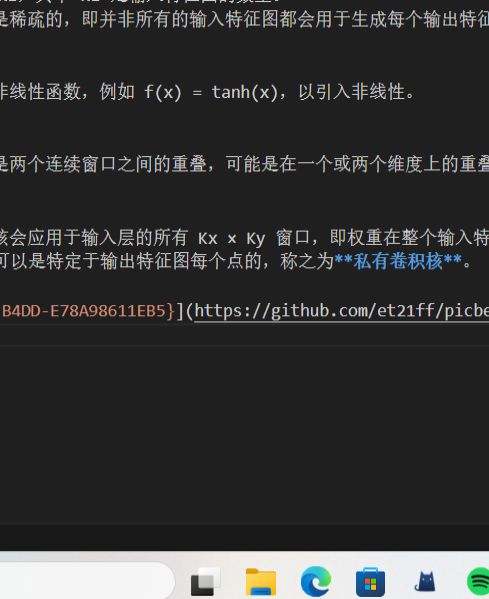 是稀疏的，即并非所有的输入特征图都会用于生成每个输出特征
非线性函数，例如 f(x) = tanh(x)，以引入非线性。
是两个连续窗口之间的重叠，可能是在一个或两个维度上的重叠
核会应用于输入层的所有 Kx × Ky 窗口，即权重在整个输入特
可以是特定于输出特征图每个点的，称之为**私有卷积核**。
B4DD-E78A98611EB5}](https://github.com/et21ff/picbe